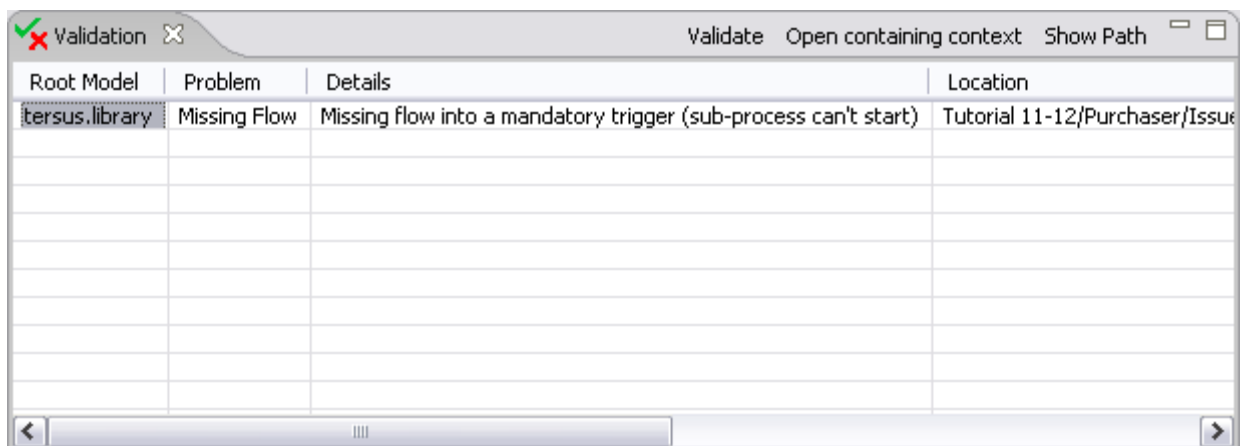 Validation Validate Open containing context Show Path
Root Model Problem Details Location
tersus.library Missing Flow Missing flow into a mandatory trigger (sub-process can't start) Tutorial 11-12/Purchaser/Issue